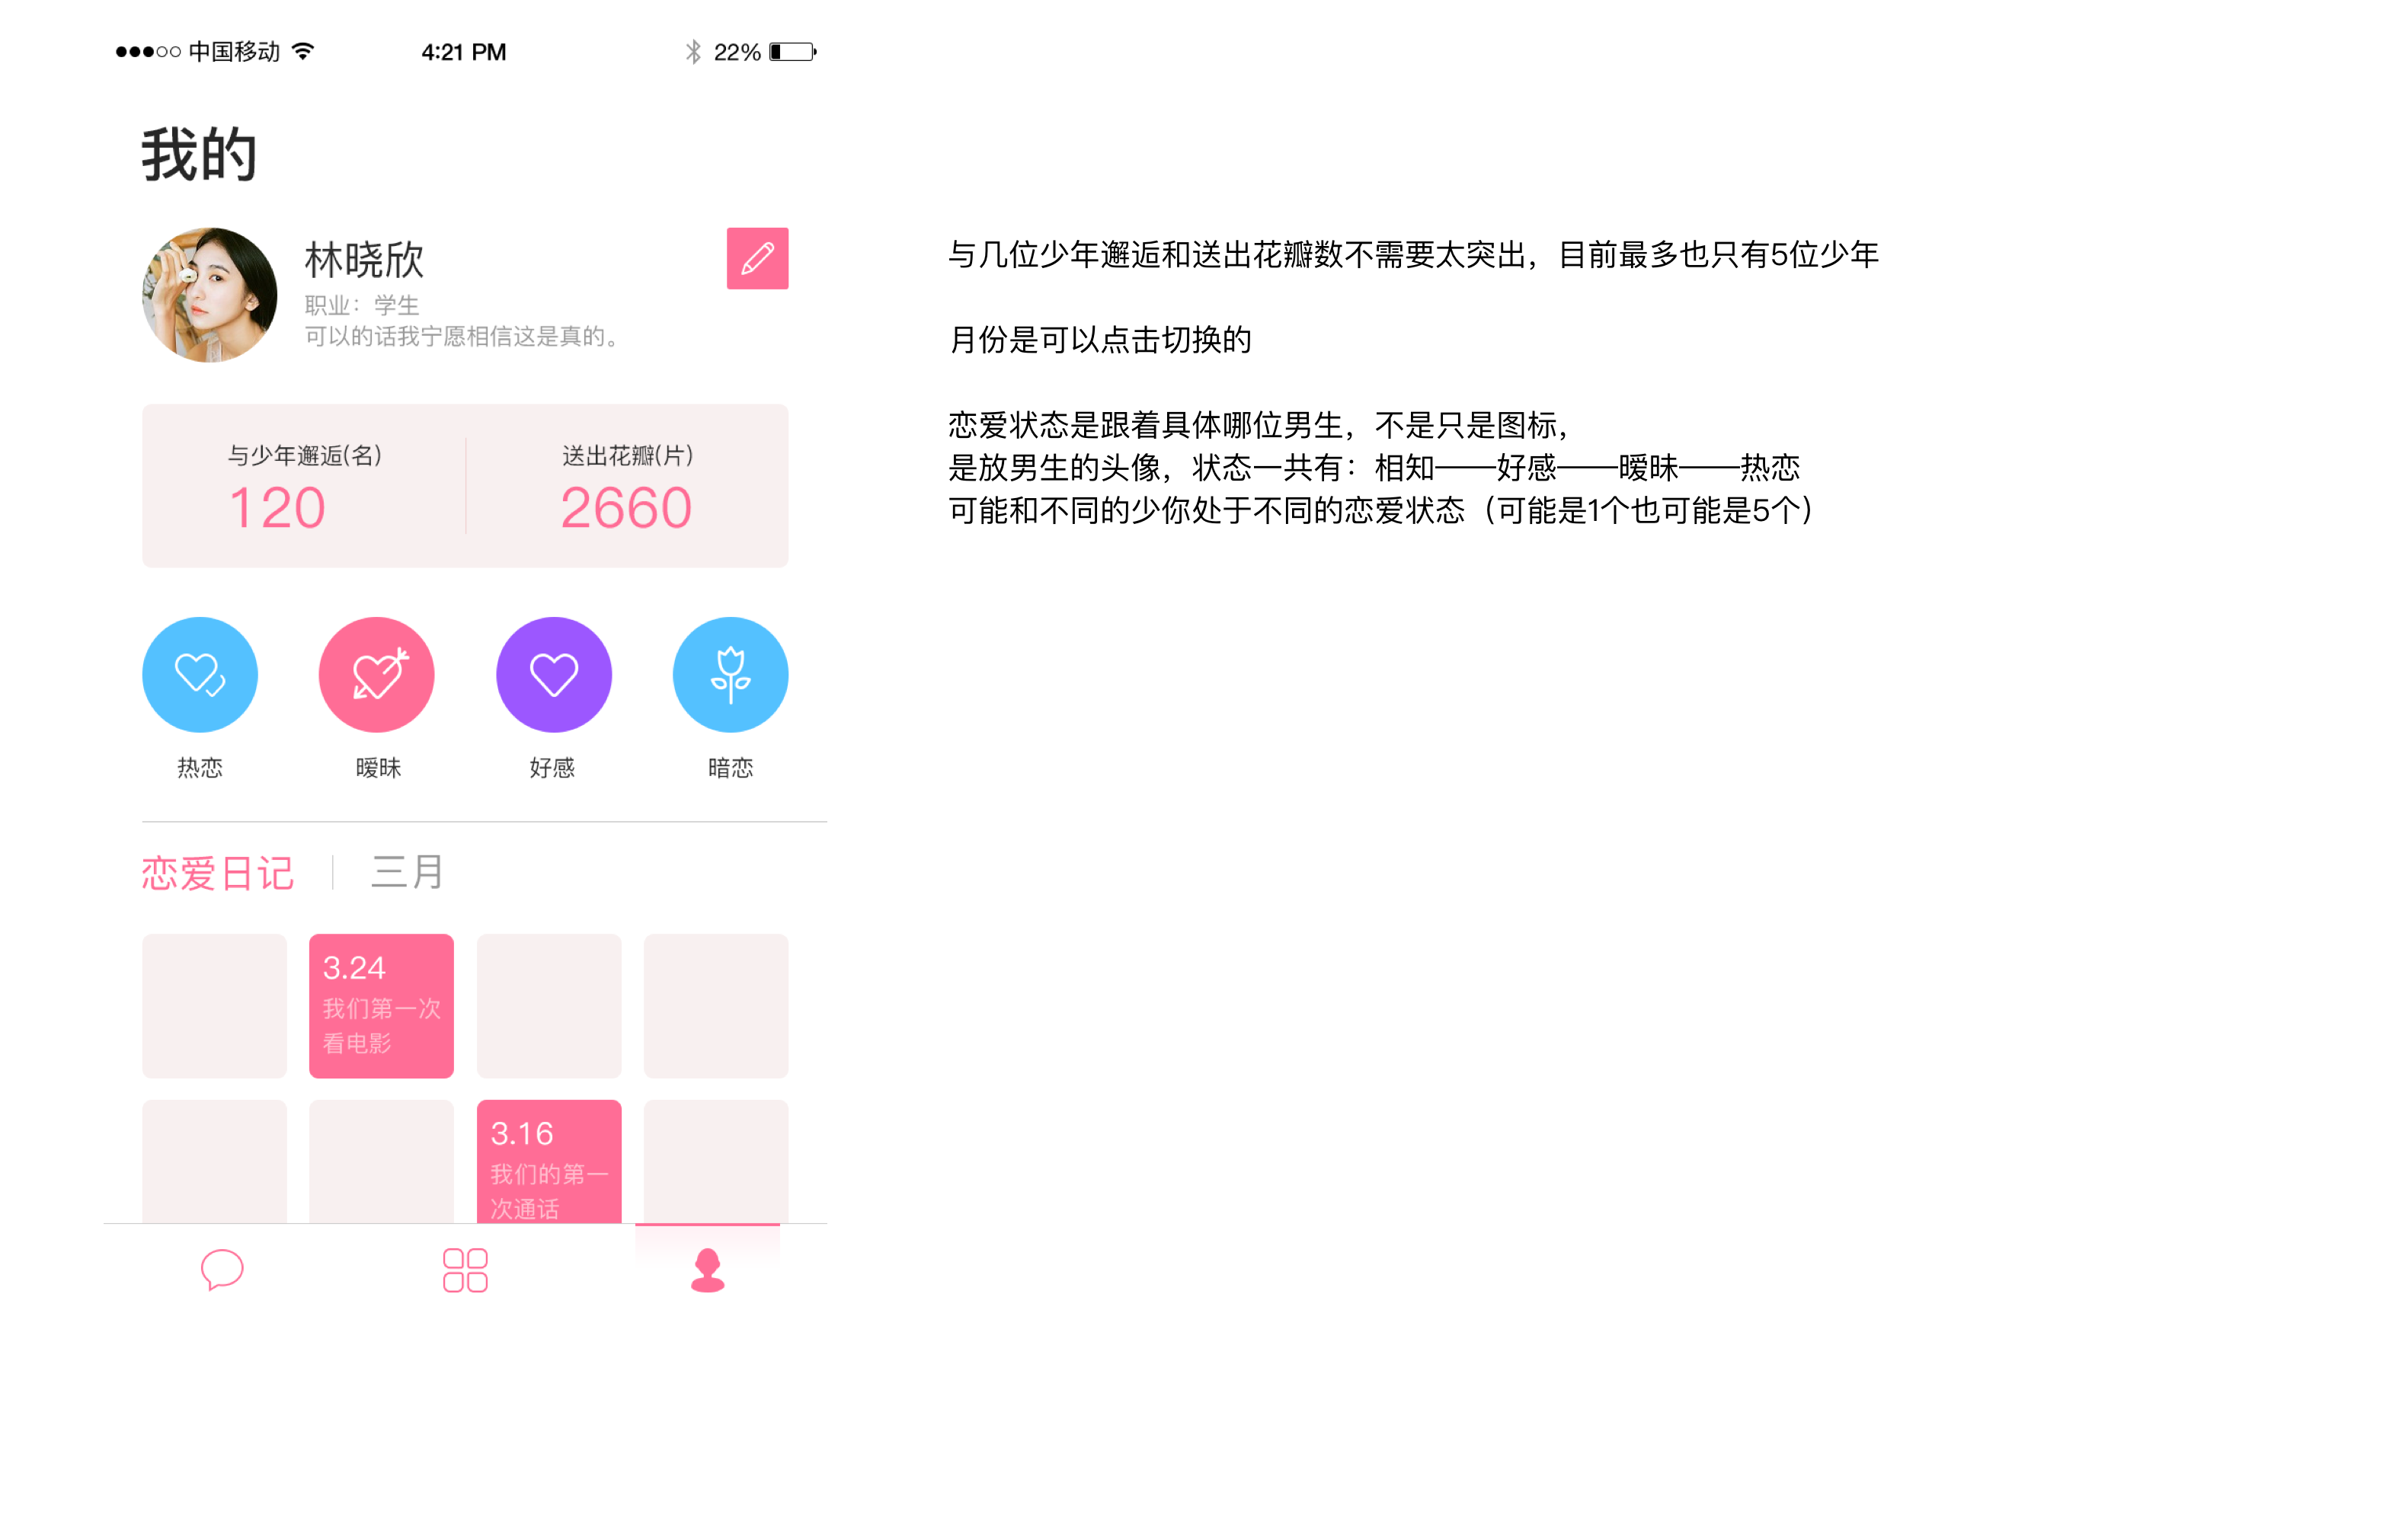 中国移动 4:21 PM 22%
我的
林晓欣
职业：学生
可以的话我宁愿相信这是真的。
与少年邂逅(名) 送出花瓣(片)
120 2660
热恋 暧昧 好感 暗恋
恋爱日记 三月
3.24
我们第一次
看电影
3.16
我们的第一
次通话
与几位少年邂逅和送出花瓣数不需要太突出，目前最多也只有5位少年
月份是可以点击切换的
恋爱状态是跟着具体哪位男生，不是只是图标，
是放男生的头像，状态一共有：相知——好感——暧昧——热恋
可能和不同的少你处于不同的恋爱状态（可能是1个也可能是5个）